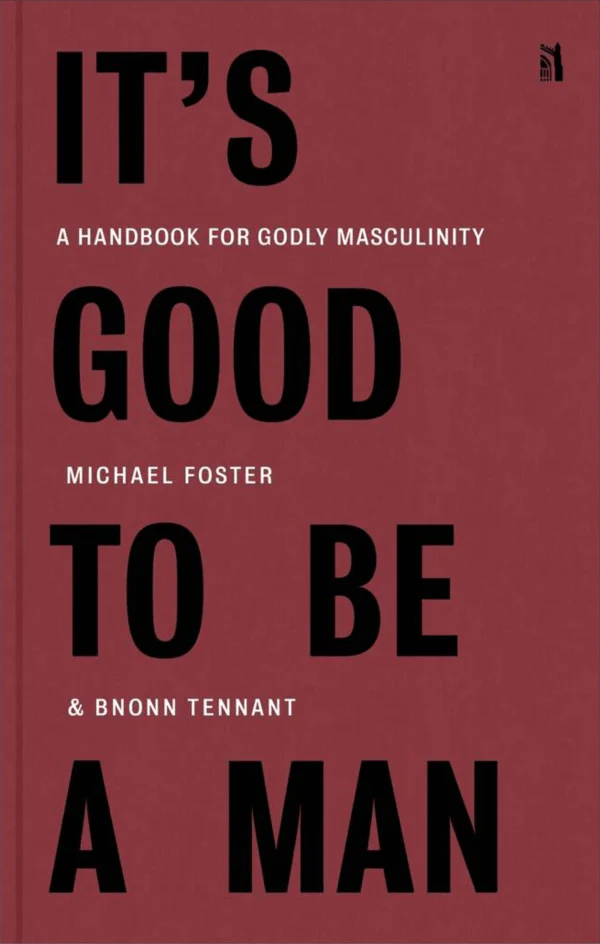 IT’S
A HANDBOOK FOR GODLY MASCULINITY
GOOD
MICHAEL FOSTER
TO BE
& BNONN TENNANT
A MAN